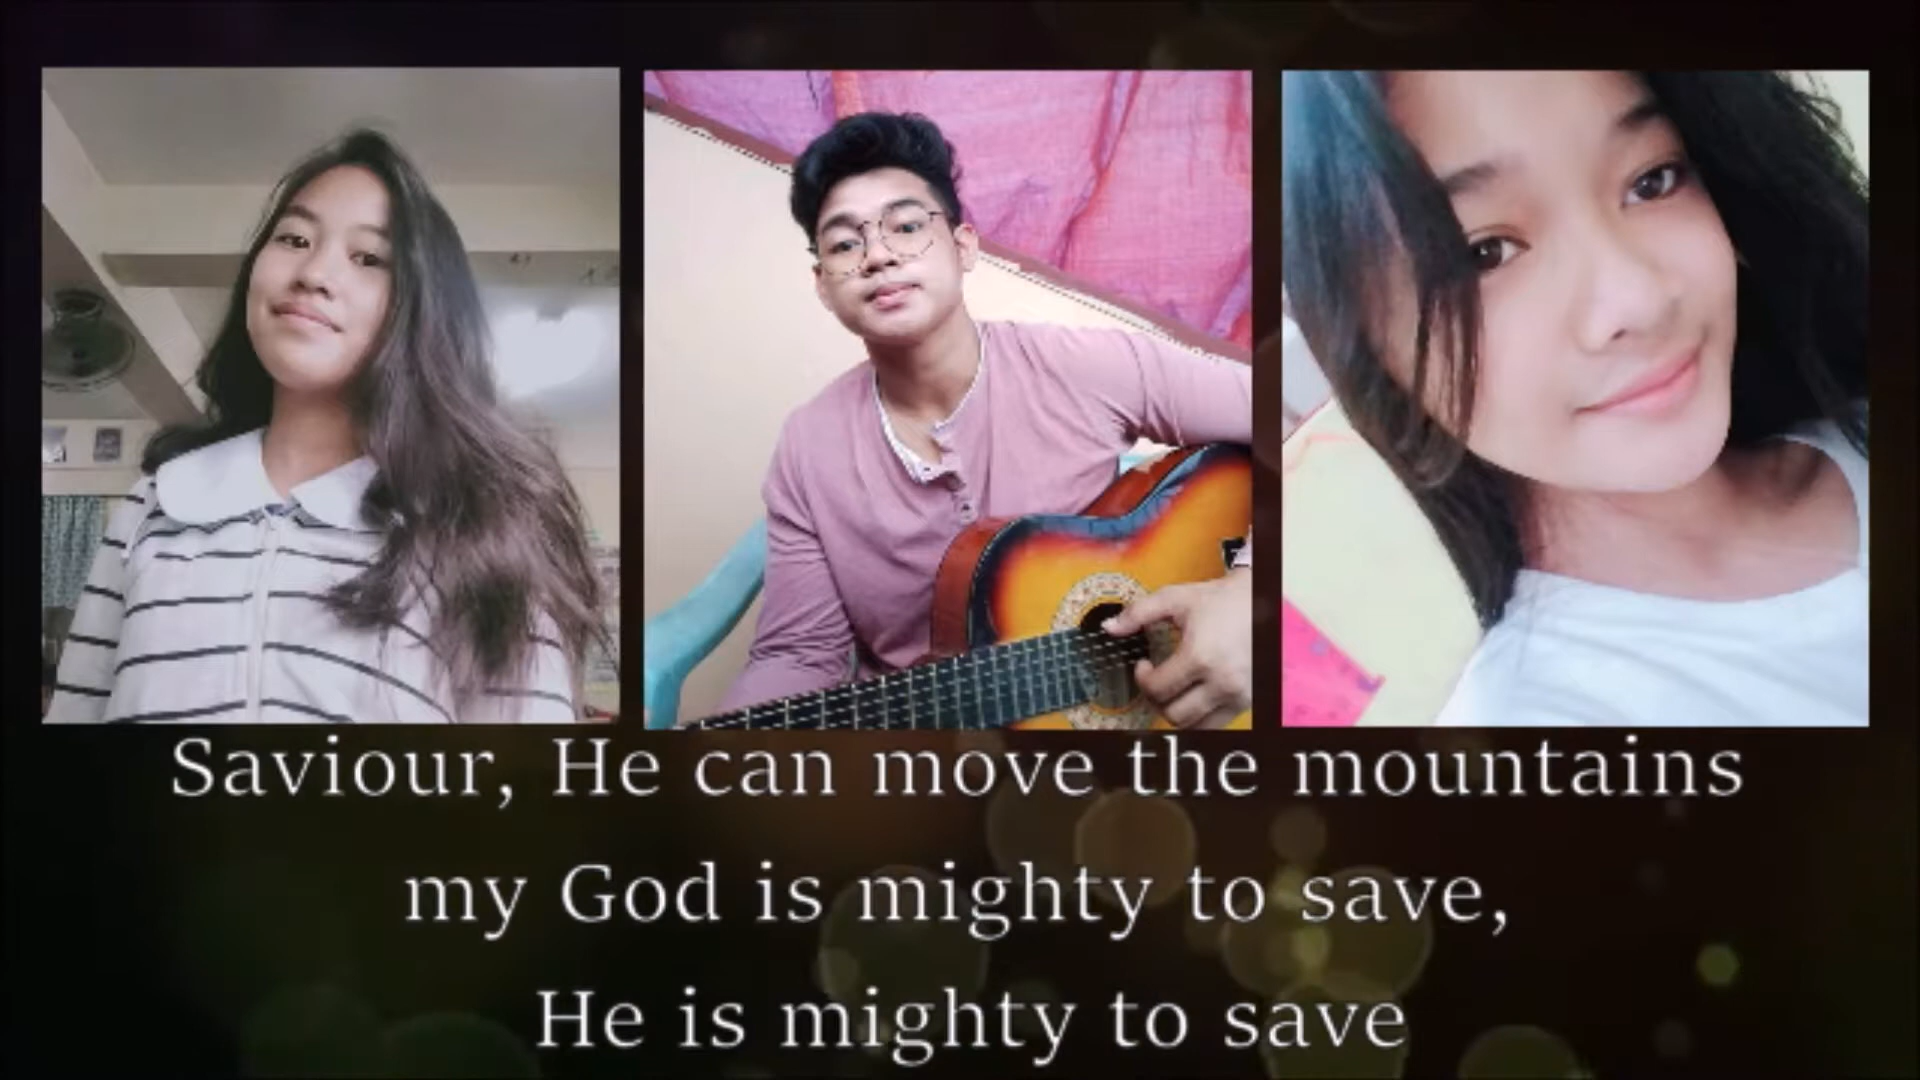 Saviour, He can move the mountains
my God is mighty to save,
He is mighty to save